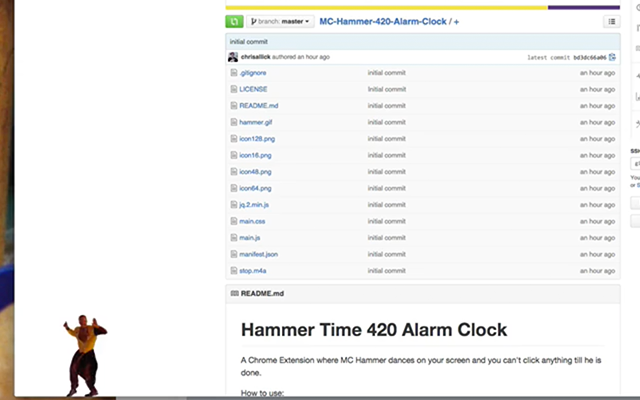 branch: master
MC-Hammer-420-Alarm-Clock / +
initial commit
chrisallick authored an hour ago
latest commit bd3dc66a06
.gitignore initial commit an hour ago
LICENSE Initial commit an hour ago
README.md initial commit an hour ago
hammer.gif initial commit an hour ago
icon128.png initial commit an hour ago
icon16.png initial commit an hour ago
icon48.png initial commit an hour ago
icon64.png initial commit an hour ago
jq.2.min.js initial commit an hour ago
main.css initial commit an hour ago
main.js initial commit an hour ago
manifest.json initial commit an hour ago
stop.m4a initial commit an hour ago
README.md
Hammer Time 420 Alarm Clock
A Chrome Extension where MC Hammer dances on your screen and you can't click anything till he is
done.
How to use:
You
or S